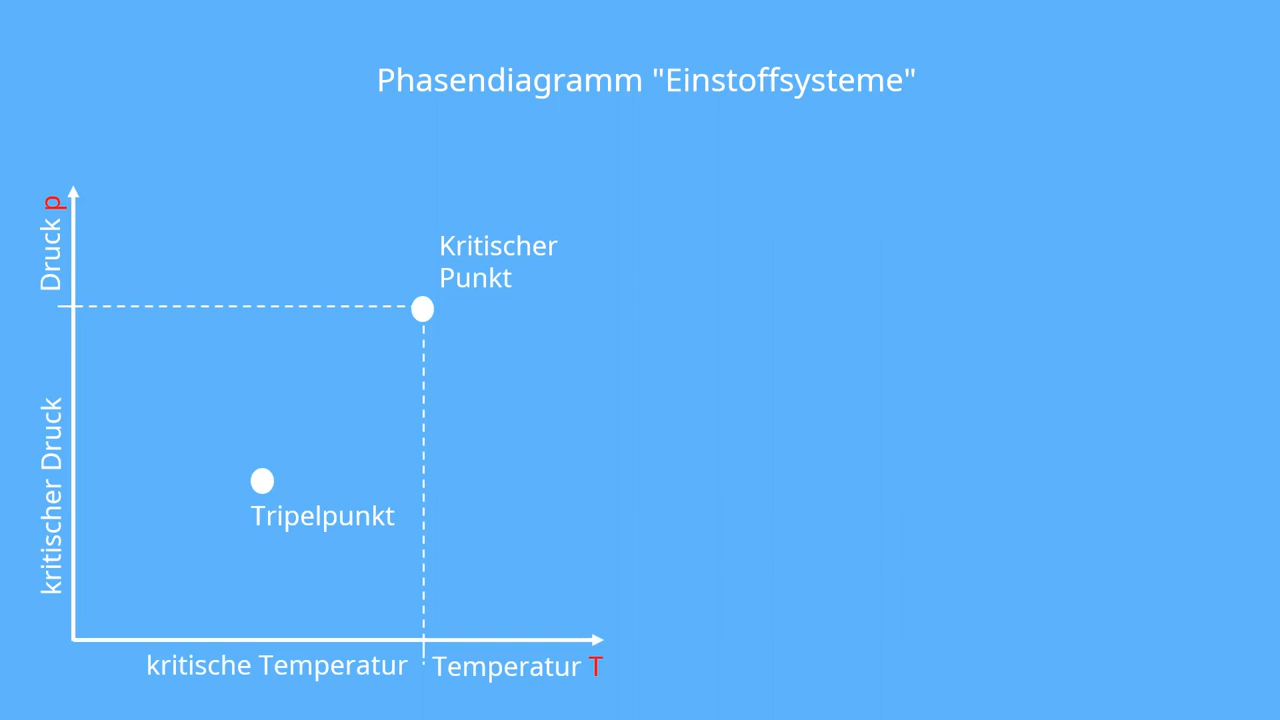 Phasendiagramm "Einstoffsysteme"
Druck p
Kritischer
Punkt
kritischer Druck
Tripelpunkt
kritische Temperatur
Temperatur T